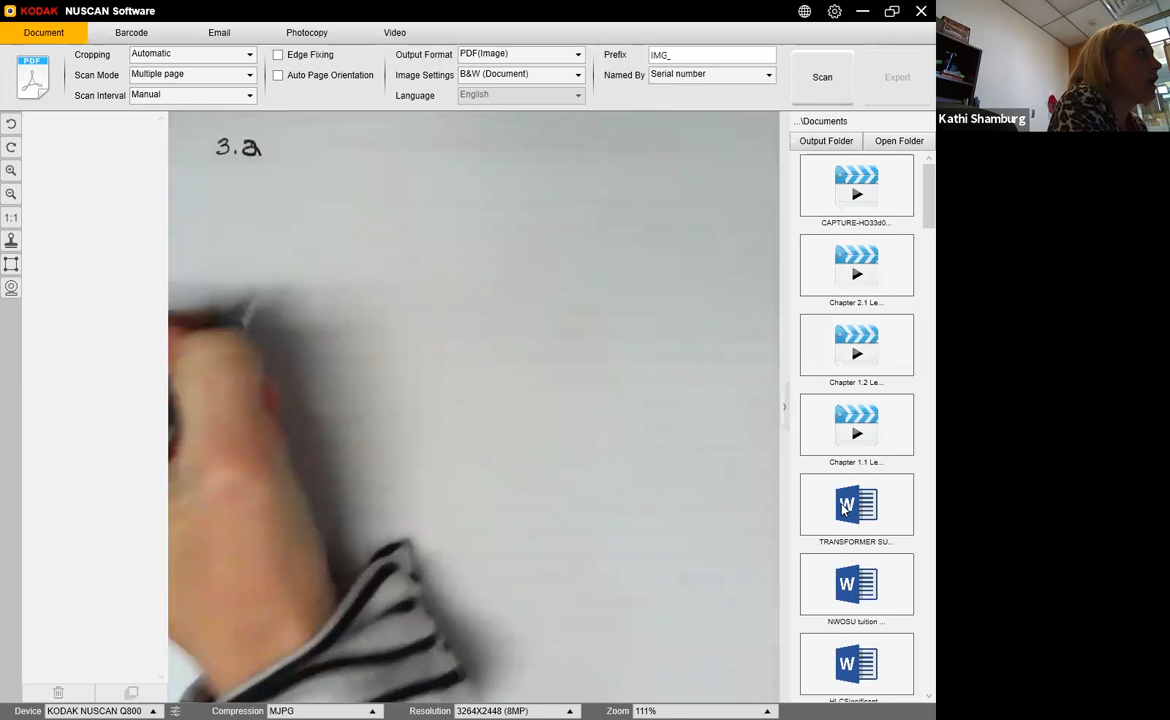 KODAK NUSCAN Software
Document Barcode Email Photocopy Video
Cropping Automatic Edge Fixing Output Format PDF(Image) Prefix IMG_
PDF Scan Mode Multiple page Auto Page Orientation Image Settings B&W (Document) Named By Serial number Scan Export
Scan Interval Manual Language English
...\Documents
Output Folder Open Folder
1:1
3.a
CAPTURE-HD33d0...
Chapter 2.1 Le...
Chapter 1.2 Le...
Chapter 1.1 Le...
W
TRANSFORMER SU...
W
NWOSU tuition ...
W
HLCSignificant
Device KODAK NUSCAN Q800 Compression MJPG Resolution 3264X2448 (8MP) Zoom 111%
Kathi Shamburg